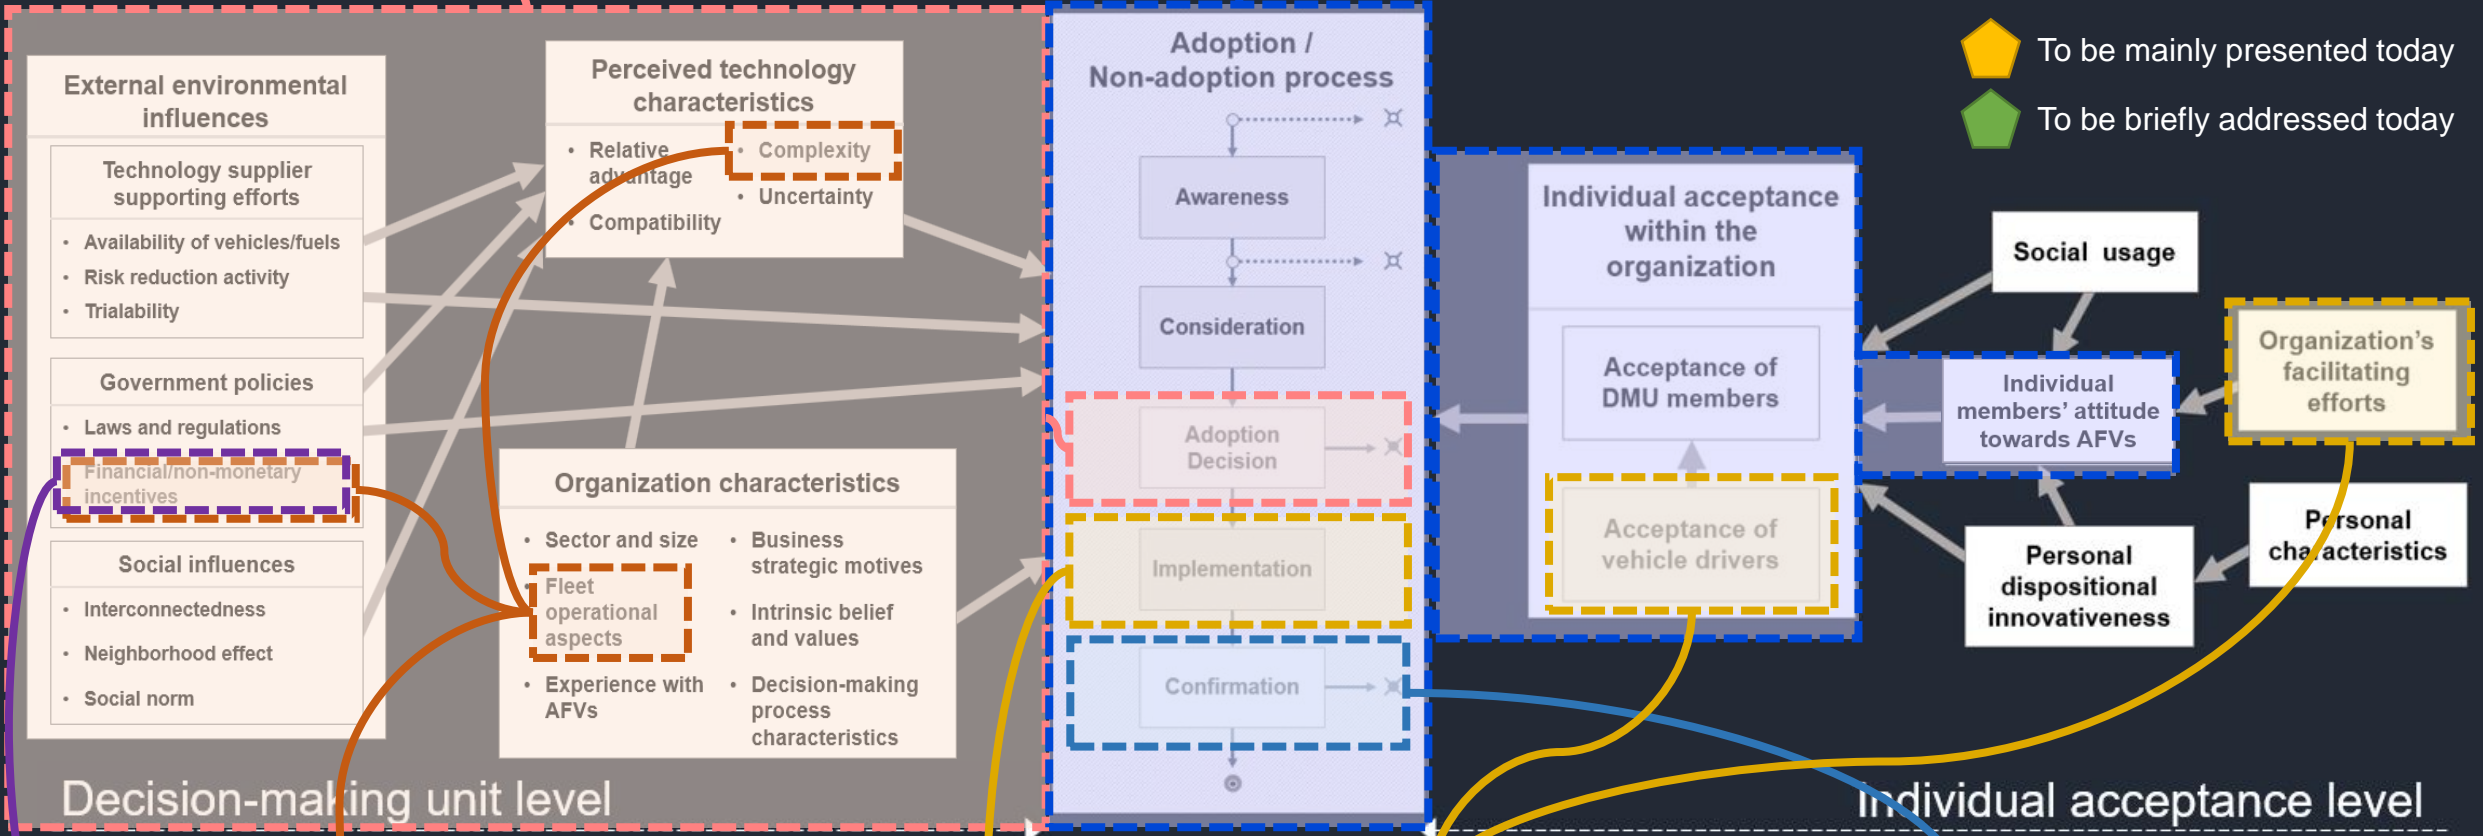 External environmental
influences
Technology supplier
supporting efforts
• Availability of vehicles/fuels
• Risk reduction activity
• Trialability
Government policies
• Laws and regulations
Financial/non-monetary
incentives
Social influences
• Interconnectedness
• Neighborhood effect
• Social norm
Perceived technology
characteristics
• Relative
advantage
• Compatibility
• Complexity
• Uncertainty
Organization characteristics
• Sector and size
• Fleet
operational
aspects
• Experience with
AFVs
• Business
strategic motives
• Intrinsic belief
and values
• Decision-making
process
characteristics
Decision-making unit level
Adoption /
Non-adoption process
Awareness
Consideration
Adoption
Decision
Implementation
Confirmation
Individual acceptance
within the
organization
Acceptance of
DMU members
Acceptance of
vehicle drivers
To be mainly presented today
To be briefly addressed today
Social usage
Organization's
facilitating
efforts
Individual
members' attitude
towards AFVs
Personal
characteristics
Personal
dispositional
innovativeness
Individual acceptance level